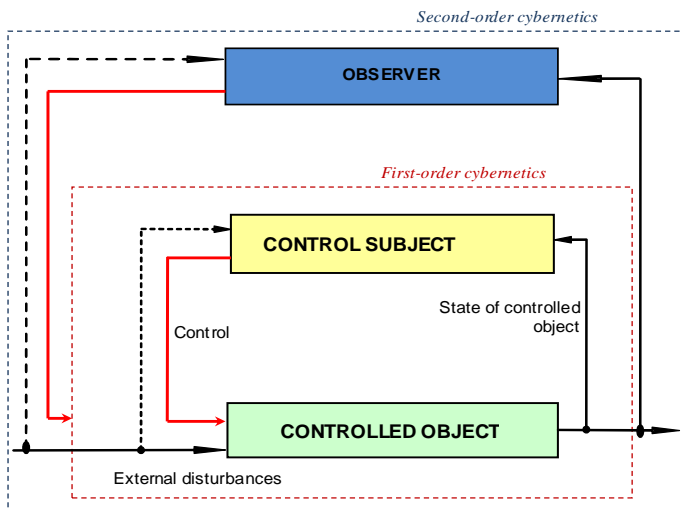 Second-order cybernetics
OBSERVER
First-order cybernetics
CONTROL SUBJECT
State of controlled
object
Control
CONTROLLED OBJECT
External disturbances